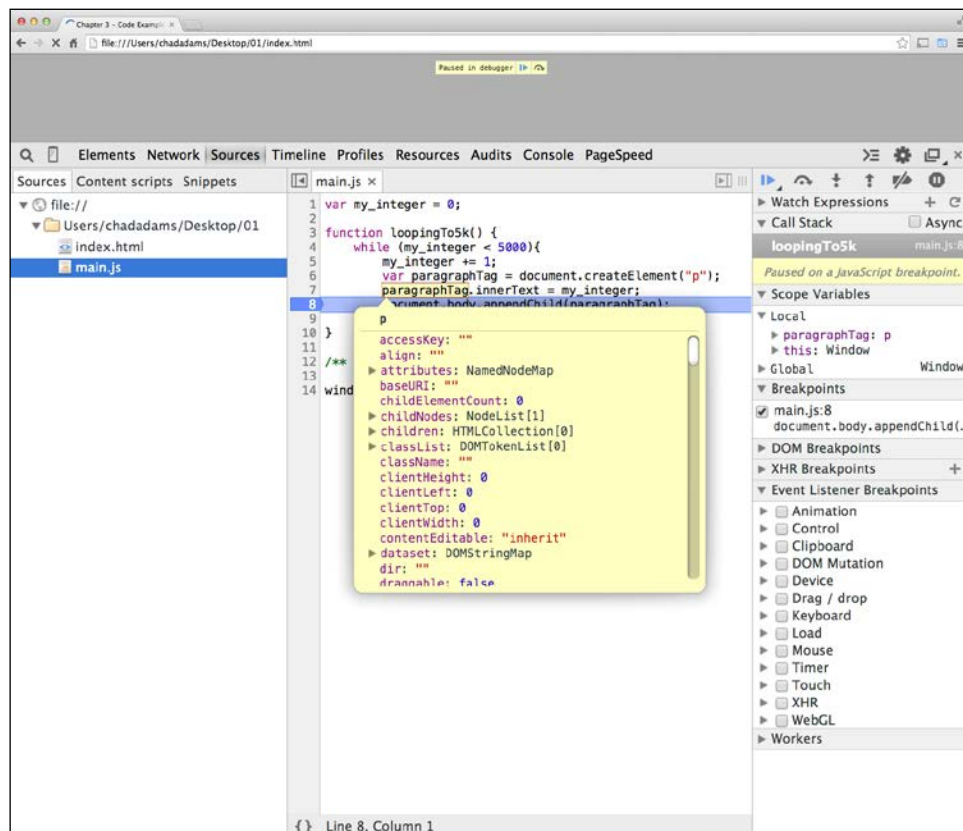 Chapter 3 - Code Exampl
file:///Users/chadadams/Desktop/01/index.html
Paused in debugger
Elements Network Sources Timeline Profiles Resources Audits Console PageSpeed
Sources Content scripts Snippets
file://
Users/chadadams/Desktop/01
index.html
main.js
main.js ×
1 var my_integer = 0;
2
3 function loopingTo5k() {
4 while (my_integer < 5000){
5 my_integer += 1;
6 var paragraphTag = document.createElement("p");
7 paragraphTag.innerText = my_integer;
8 document.body.appendChild(paragraphTag);
9
10 }
11
12 /**
13
14 wind
p
accessKey: ""
align: ""
attributes: NamedNodeMap
baseURI: ""
childElementCount: 0
childNodes: NodeList[1]
children: HTMLCollection[0]
classList: DOMTokenList[0]
className: ""
clientHeight: 0
clientLeft: 0
clientTop: 0
clientWidth: 0
contentEditable: "inherit"
dataset: DOMStringMap
dir: ""
draggable: false
{ } Line 8, Column 1
Watch Expressions
Call Stack Async
loopingTo5k main.js:8
Paused on a JavaScript breakpoint.
Scope Variables
Local
paragraphTag: p
this: Window
Global Window
Breakpoints
main.js:8
document.body.appendChild(.
DOM Breakpoints
XHR Breakpoints
Event Listener Breakpoints
Animation
Control
Clipboard
DOM Mutation
Device
Drag / drop
Keyboard
Load
Mouse
Timer
Touch
XHR
WebGL
Workers